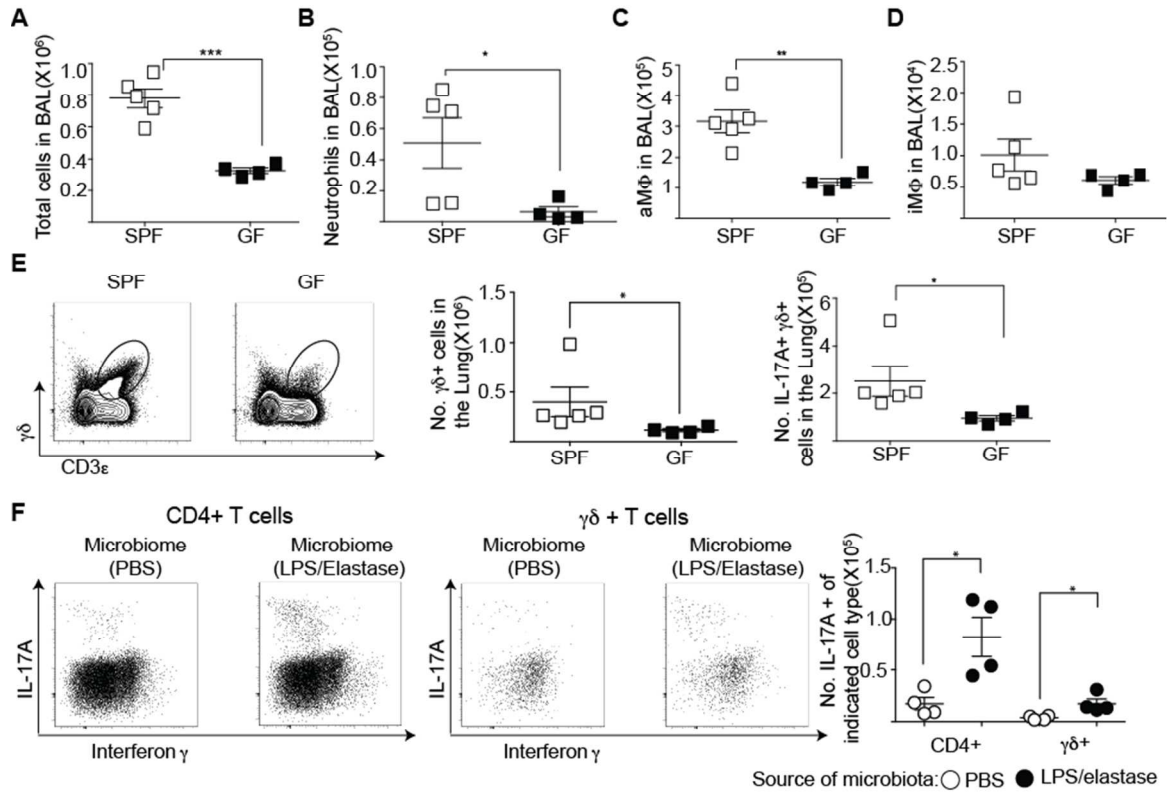 A
Total cells in BAL(X10⁶)
1.0
0.8
0.6
0.4
0.2
***
SPF
GF
B
Neutrophils in BAL(X10⁵)
1.0
0.8
0.6
0.4
0.2
*
SPF
GF
C
aMΦ in BAL(X10⁵)
5
4
3
2
1
**
SPF
GF
D
iMΦ in BAL(X10⁴)
2.5
2.0
1.5
1.0
0.5
SPF
GF
E
SPF
GF
γδ
CD3ε
No. γδ+ cells in
the Lung(X10⁶)
1.5
1.0
0.5
*
SPF
GF
No. IL-17A+ γδ+
cells in the Lung(X10⁵)
6
4
2
*
SPF
GF
F
CD4+ T cells
Microbiome
(PBS)
Microbiome
(LPS/Elastase)
IL-17A
Interferon γ
γδ + T cells
Microbiome
(PBS)
Microbiome
(LPS/Elastase)
IL-17A
Interferon γ
No. IL-17A + of
indicated cell type(X10⁵)
1.5
1.0
0.5
*
*
CD4+
γδ+
Source of microbiota: PBS LPS/elastase